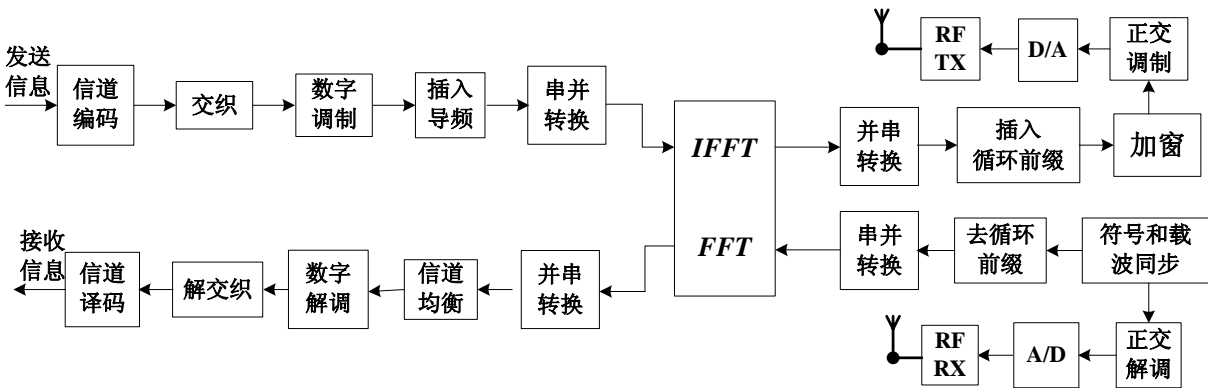 发送
信息
信道
编码
交织
数字
调制
插入
导频
串并
转换
IFFT
并串
转换
插入
循环前缀
加窗
正交
调制
D/A
RF
TX
接收
信息
信道
译码
解交织
数字
解调
信道
均衡
并串
转换
FFT
串并
转换
去循环
前缀
符号和载
波同步
正交
解调
A/D
RF
RX